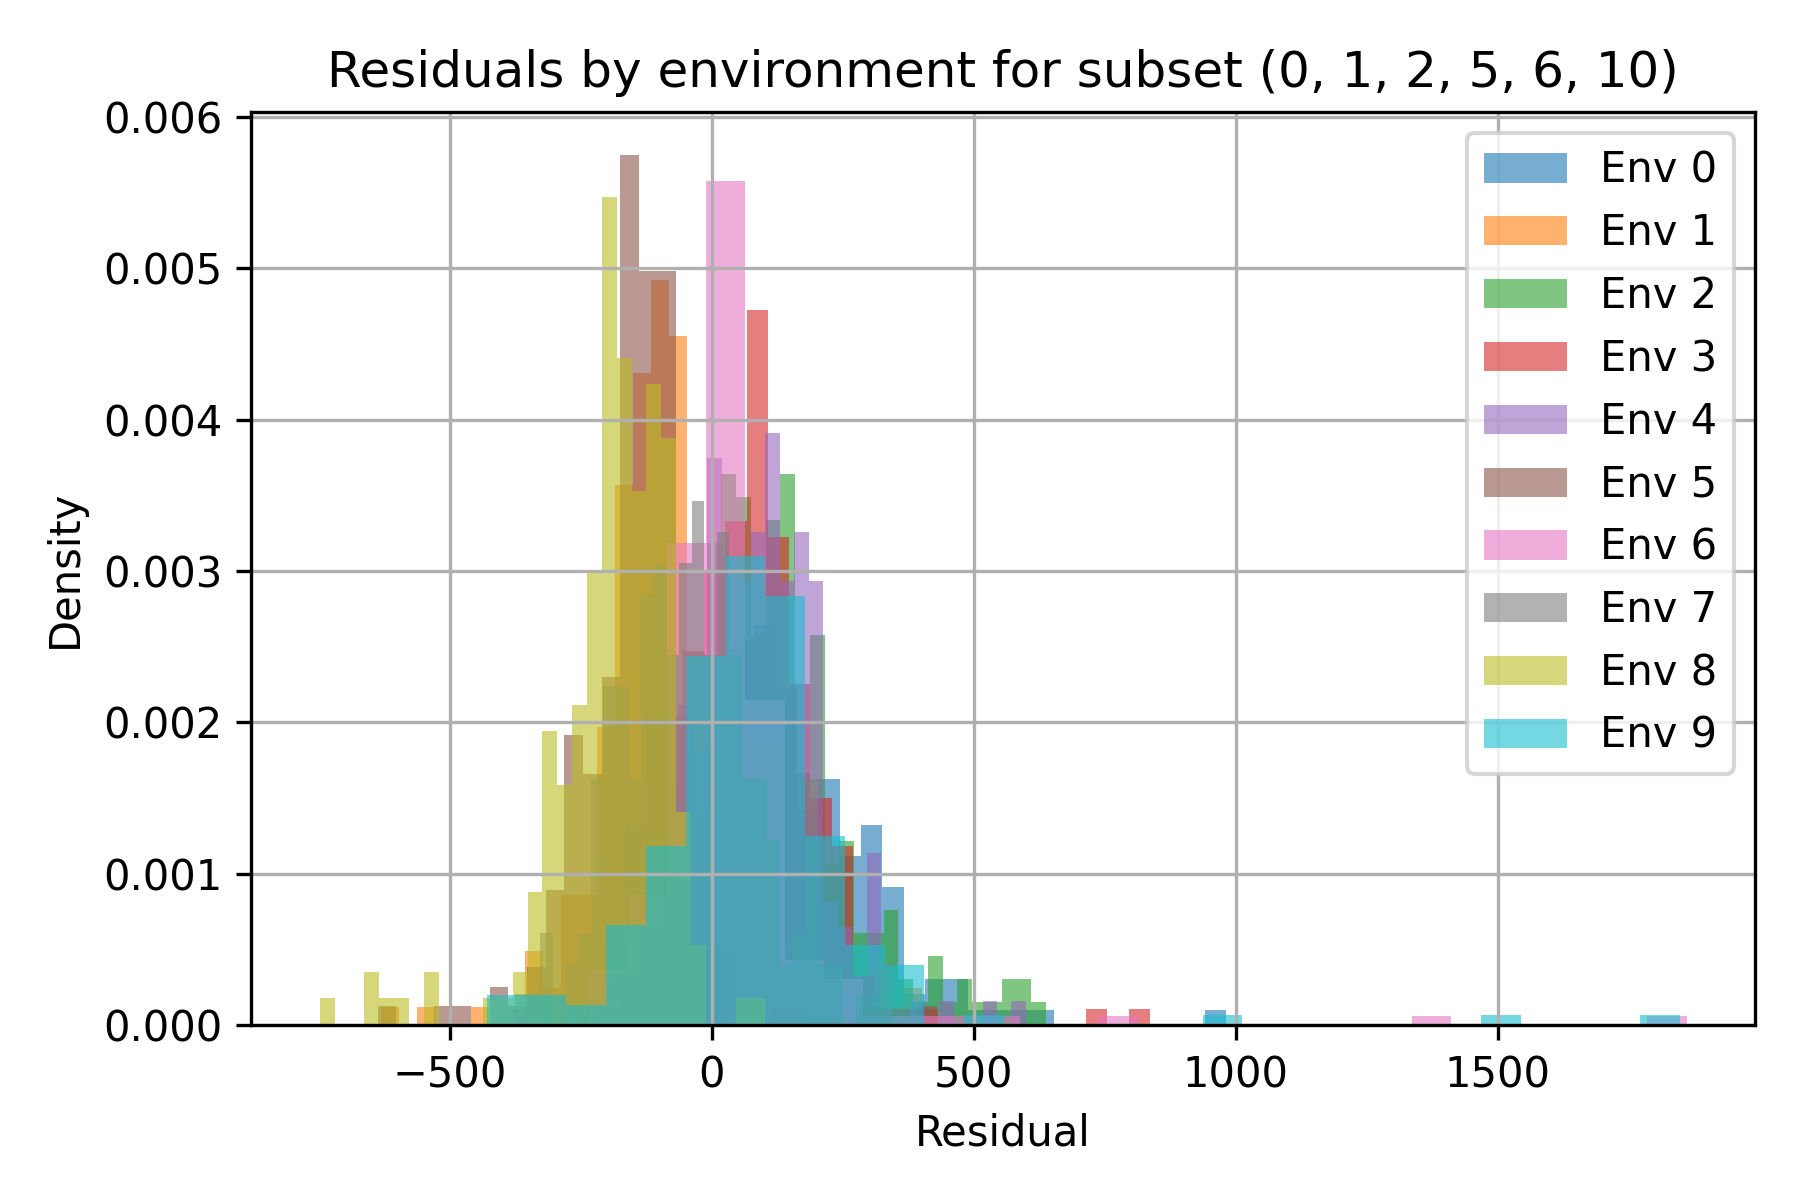 Residuals by environment for subset (0, 1, 2, 5, 6, 10)
0.006
0.005
0.004
0.003
0.002
0.001
0.000
Density
−500
0
500
1000
1500
Residual
Env 0
Env 1
Env 2
Env 3
Env 4
Env 5
Env 6
Env 7
Env 8
Env 9